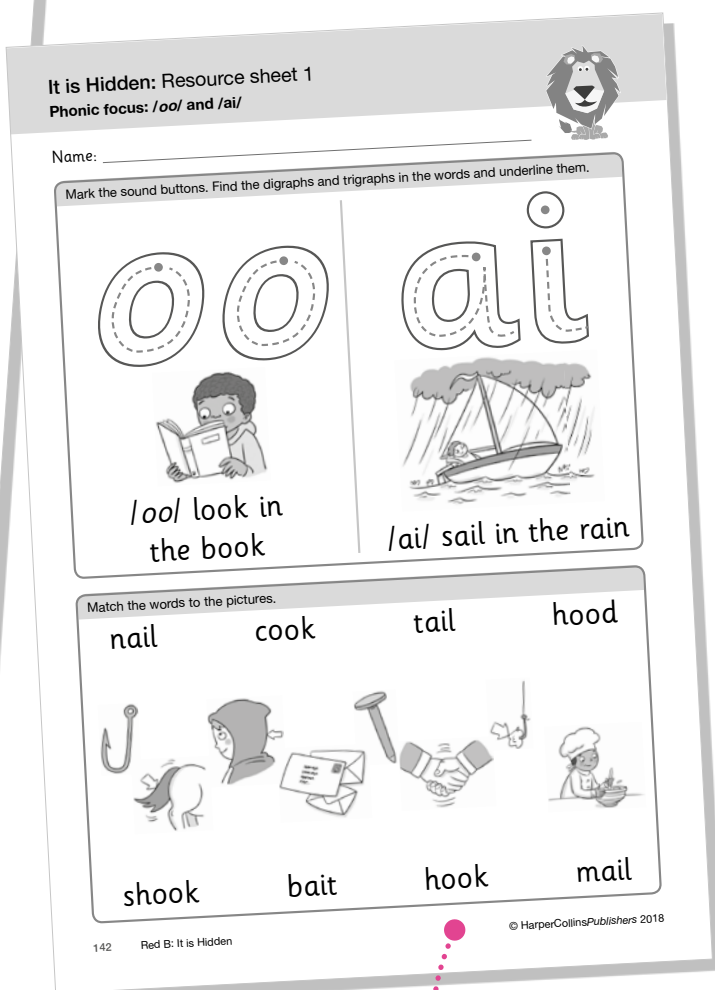 It is Hidden: Resource sheet 1
Phonic focus: /oo/ and /ai/
Name:
Mark the sound buttons. Find the digraphs and trigraphs in the words and underline them.
oo
ai
/oo/ look in
the book
/ai/ sail in the rain
Match the words to the pictures.
nail cook tail hood
shook bait hook mail
142 Red B: It is Hidden
© HarperCollinsPublishers 2018